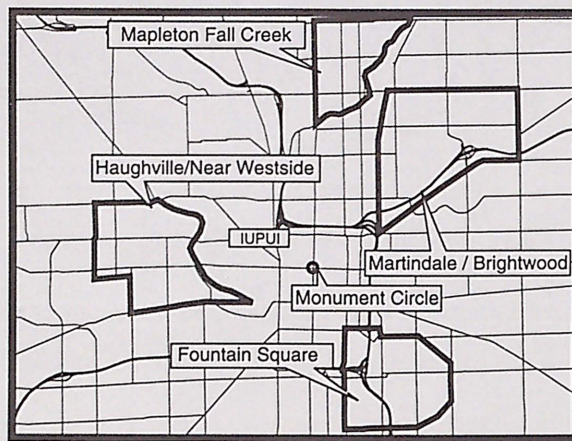 Mapleton Fall Creek
Haughville/Near Westside
IUPUI
Martindale / Brightwood
Monument Circle
Fountain Square